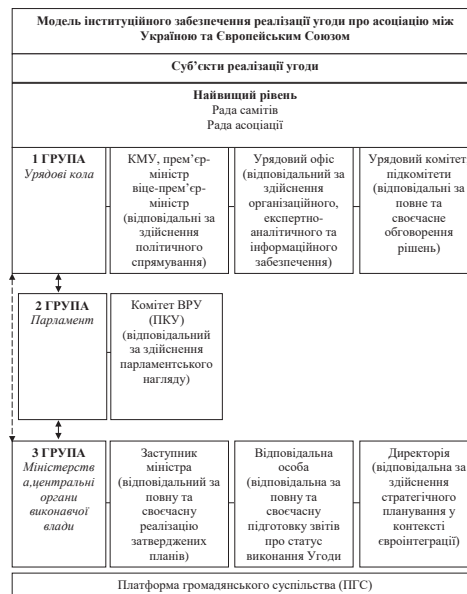 Модель інституційного забезпечення реалізації угоди про асоціацію між
Україною та Європейським Союзом
Суб’єкти реалізації угоди
Найвищий рівень
Рада самітів
Рада асоціації
1 ГРУПА
Урядові кола
КМУ, прем’єр-
міністр
віце-прем’єр-
міністр
(відповідальні за
здійснення
політичного
спрямування)
Урядовий офіс
(відповідальний за
здійснення
організаційного,
експертно-
аналітичного та
інформаційного
забезпечення)
Урядовий комітет
підкомітети
(відповідальні за
повне та
своєчасне
обговорення
рішень)
2 ГРУПА
Парламент
Комітет ВРУ
(ПКУ)
(відповідальний
за здійснення
парламентського
нагляду)
3 ГРУПА
Міністерств
а,центральні
органи
виконавчої
влади
Заступник
міністра
(відповідальний за
повну та
своєчасну
реалізацію
затверджених
планів)
Відповідальна
особа
(відповідальна за
повну та
своєчасну
підготовку звітів
про статус
виконання Угоди
Директорія
(відповідальна за
здійснення
стратегічного
планування у
контексті
євроінтеграції)
Платформа громадянського суспільства (ПГС)